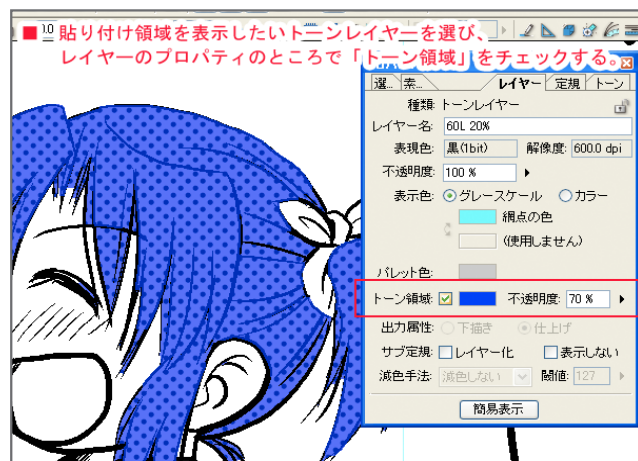 ■ 貼り付け領域を表示したいトーンレイヤーを選び、
レイヤーのプロパティのところで「トーン領域」をチェックする。
選... 素... レイヤー 定規 トーン
種類: トーンレイヤー
レイヤー名: 60L 20%
表現色: 黒(1bit) 解像度: 600.0 dpi
不透明度: 100 %
表示色: グレースケール カラー
網点の色
(使用しません)
パレット色:
トーン領域: 不透明度: 70 %
出力属性: 下描き 仕上げ
サブ定規: レイヤー化 表示しない
減色手法: 減色しない 閾値: 127
簡易表示